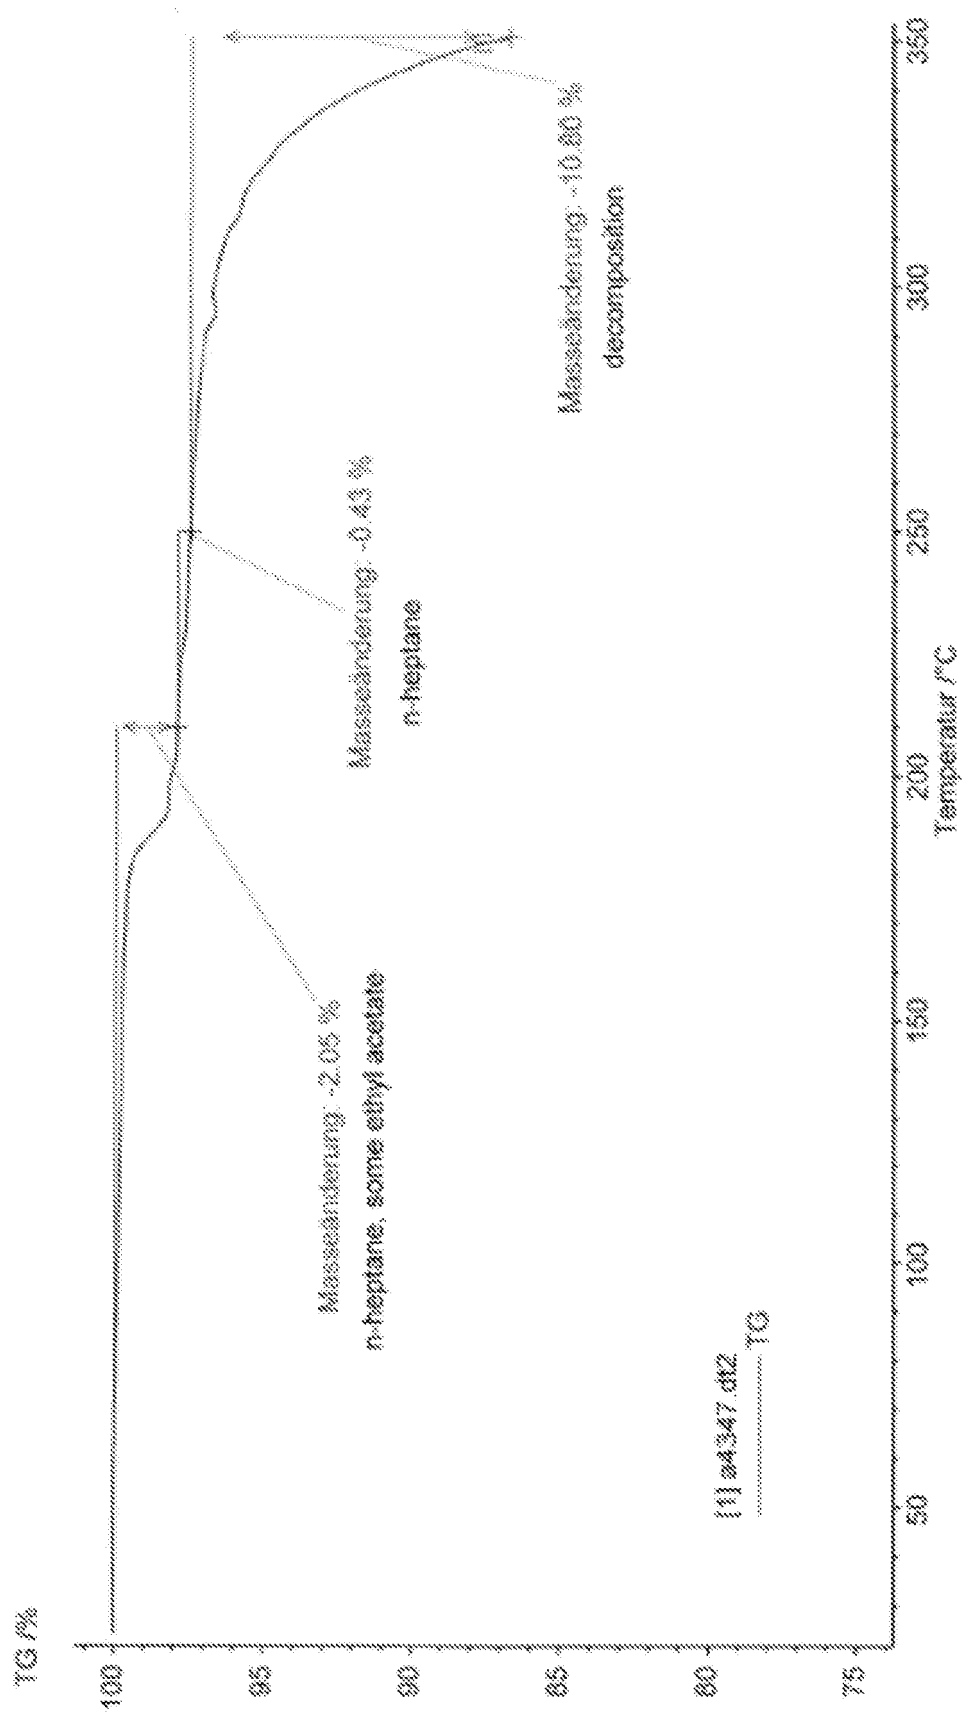 TG /%
100
95
90
85
80
75
Masseänderung: -2.05 %
n-heptane, some ethyl acetate
Masseänderung: -0.43 %
n-heptane
Masseänderung: -10.80 %
decomposition
[1] a4347.dt2
TG
50
100
150
200
250
300
350
Temperatur /°C